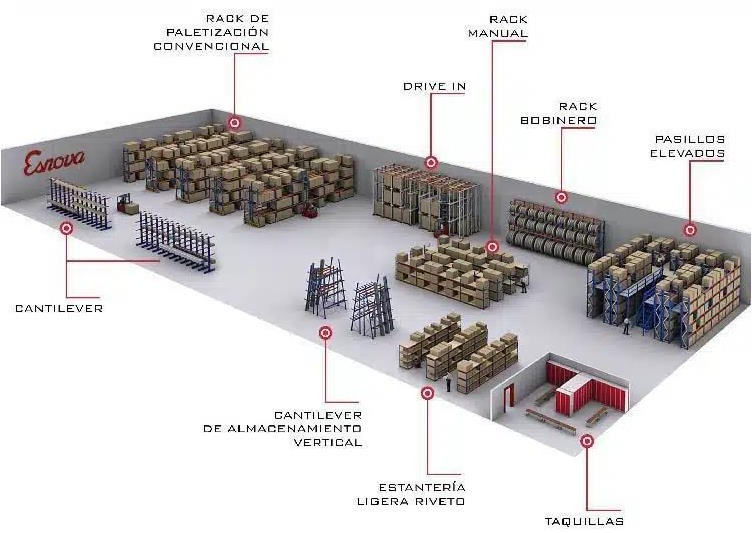 RACK DE
PALETIZACIÓN
CONVENCIONAL
RACK
MANUAL
DRIVE IN
RACK
BOBINERO
PASILLOS
ELEVADOS
Esnova
CANTILEVER
CANTILEVER
DE ALMACENAMIENTO
VERTICAL
ESTANTERÍA
LIGERA RIVETO
TAQUILLAS